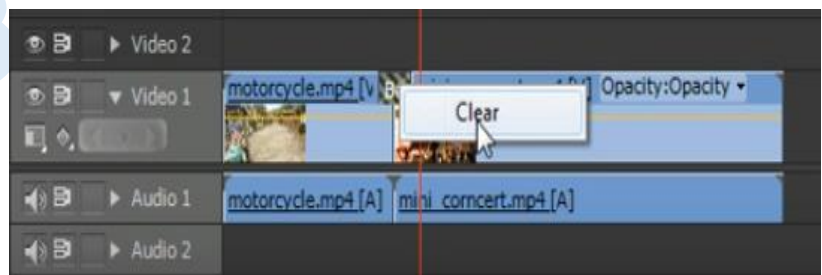 Video 2
Video 1
motorcycle.mp4 [V
Opacity:Opacity
Clear
Audio 1
motorcycle.mp4 [A]
mini_corncert.mp4 [A]
Audio 2